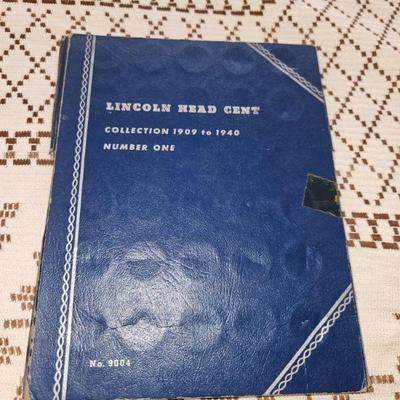 LINCOLN HEAD CENT
COLLECTION 1909 to 1940
NUMBER ONE
No. 9004